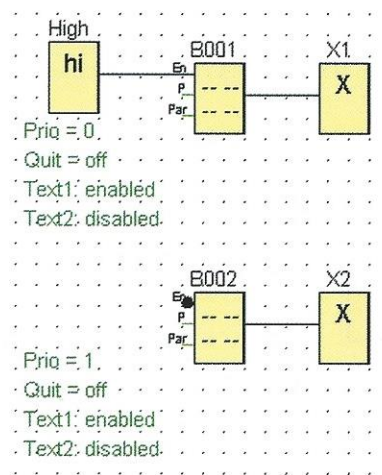 High
B001
X1
hi
En
P
Par
X
Prio = 0
Quit = off
Text1: enabled
Text2: disabled
B002
X2
En
P
Par
X
Prio = 1
Quit = off
Text1: enabled
Text2: disabled